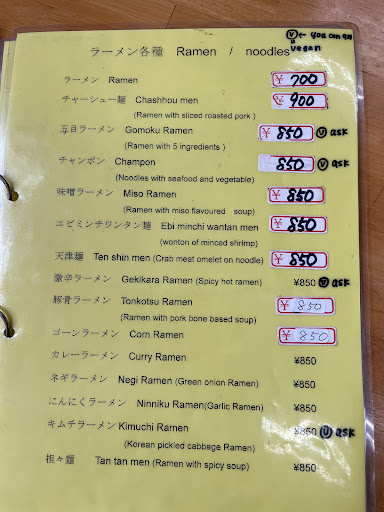 Ⓥ ← you can ask
= vegan
ラーメン各種 Ramen / noodles
ラーメン Ramen ¥700
チャーシュー麺 Chashhou men ¥900
(Ramen with sliced roasted pork )
五目ラーメン Gomoku Ramen ¥850 Ⓥ ask
(Ramen with 5 ingredients )
チャンポン Champon ¥850 Ⓥ ask
(Noodles with seafood and vegetable)
味噌ラーメン Miso Ramen ¥850
(Ramen with miso flavoured soup)
エビミンチワンタン麺 Ebi minchi wantan men ¥850
(wonton of minced shrimp)
天津麺 Ten shin men (Crab meat omelet on noodle) ¥850
激辛ラーメン Gekikara Ramen (Spicy hot ramen) ¥850 Ⓥ ask
豚骨ラーメン Tonkotsu Ramen ¥850
(Ramen with pork bone based soup)
コーンラーメン Corn Ramen ¥850
カレーラーメン Curry Ramen ¥850
ネギラーメン Negi Ramen (Green onion Ramen) ¥850
にんにくラーメン Ninniku Ramen(Garlic Ramen) ¥850
キムチラーメン Kimuchi Ramen ¥850 Ⓥ ask
(Korean pickled cabbage Ramen)
担々麺 Tan tan men (Ramen with spicy soup) ¥850